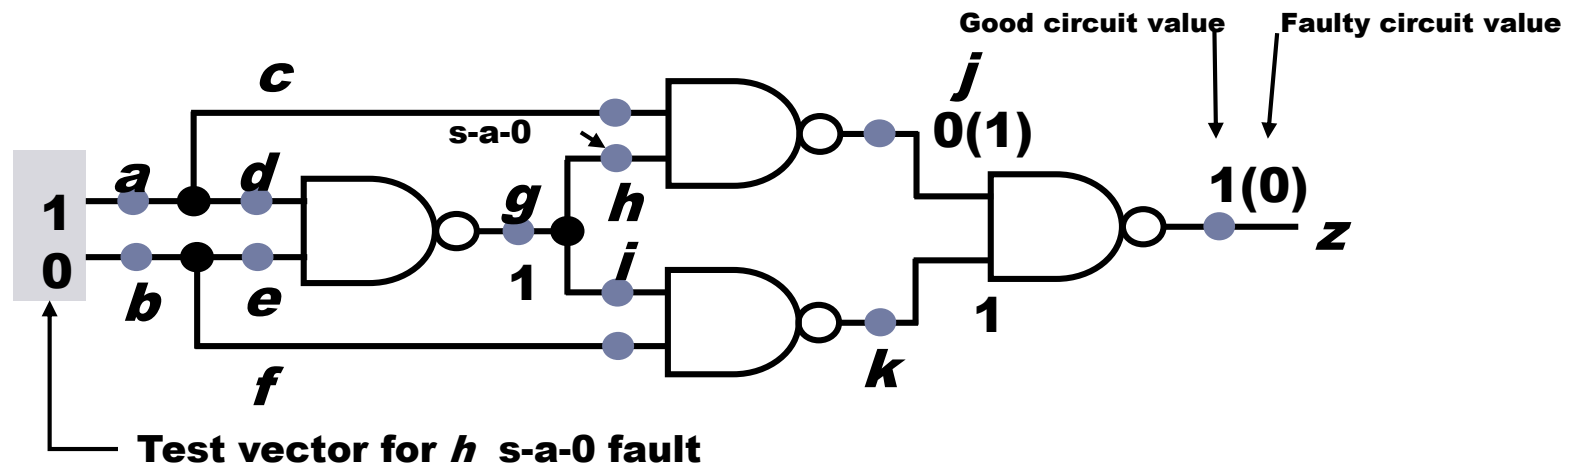 Good circuit value
Faulty circuit value
c
j
s-a-0
0(1)
a
d
1(0)
1
g
h
z
0
i
1
b
e
1
k
f
Test vector for h s-a-0 fault